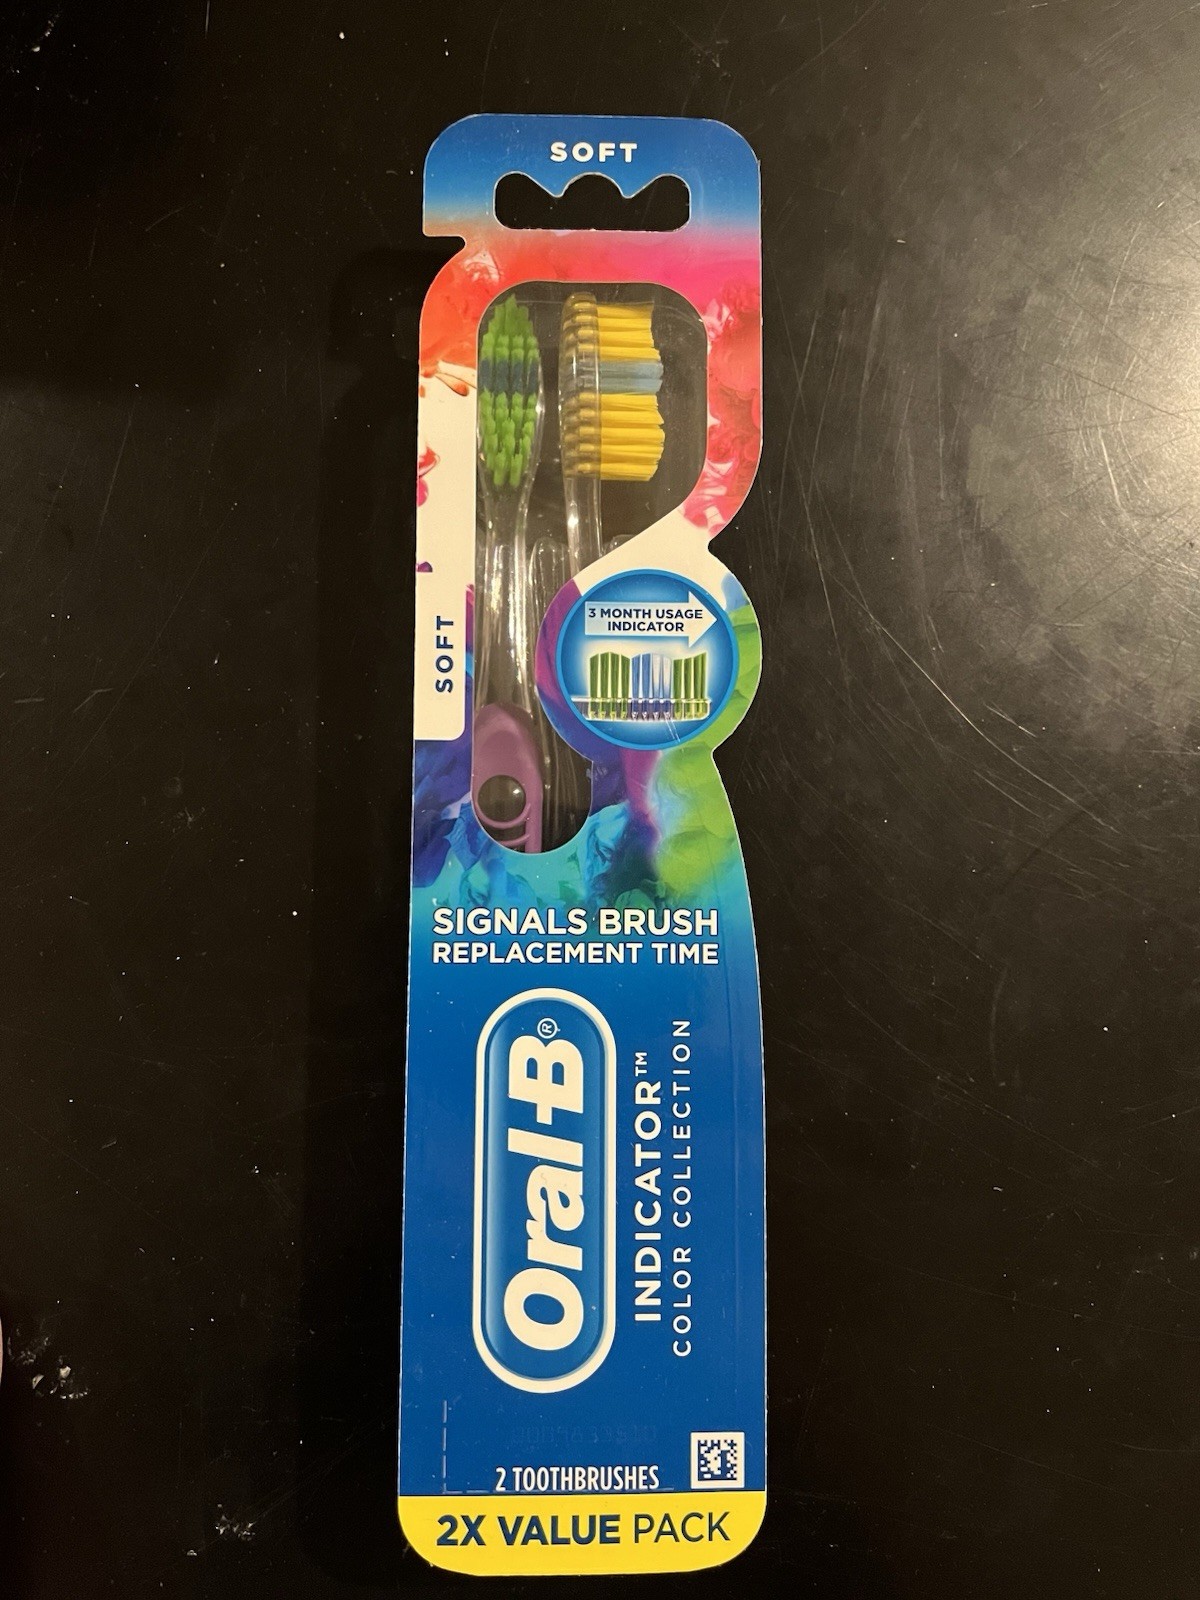 SOFT
SOFT
3 MONTH USAGE
INDICATOR
SIGNALS BRUSH
REPLACEMENT TIME
Oral-B®
INDICATOR™
COLOR COLLECTION
2 TOOTHBRUSHES
2X VALUE PACK